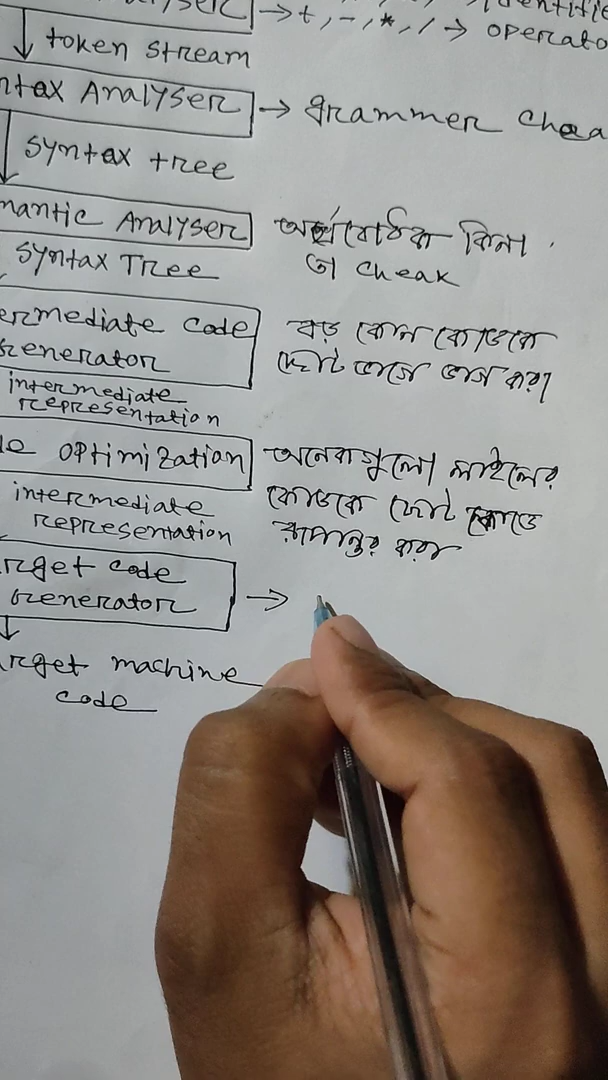 → +, -, *, / → operato
token stream
ntax Analyser → grammer Chea
syntax tree
mantic Analyser অর্থবোধক কিনা
syntax Tree তা cheak
ermediate code বড় কোন কোডকে
Generator ছোট ভাগে ভাগ করা
intermediate
representation
de optimization অনেকগুলো লাইনের
intermediate কোডকে ছোট কোডে
representation রূপান্তর করা
rget code
Generator →
rget machine
code